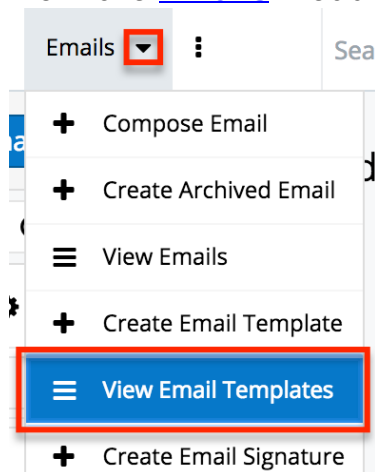 Emails
Sea
Compose Email
Create Archived Email
View Emails
Create Email Template
View Email Templates
Create Email Signature